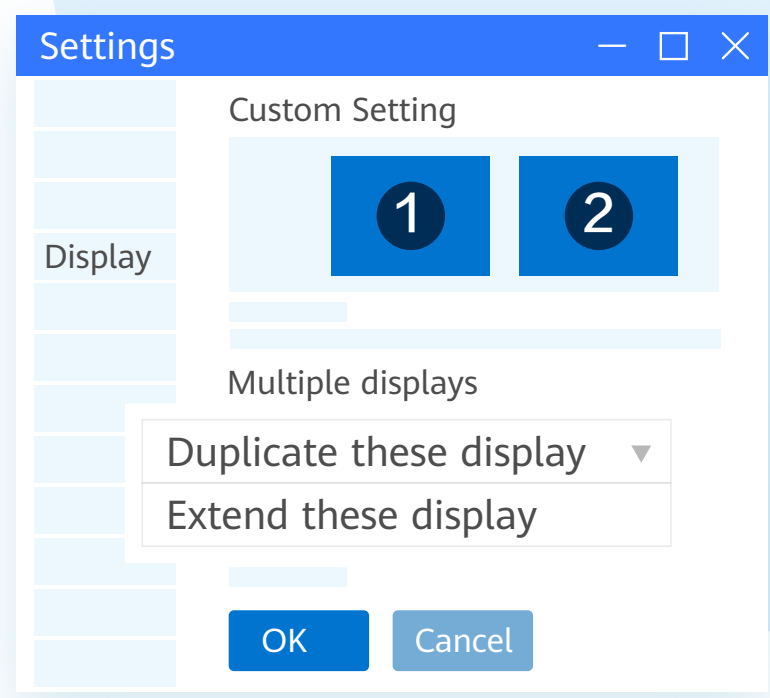 Settings
Custom Setting
1 2
Display
Multiple displays
Duplicate these display
Extend these display
OK Cancel